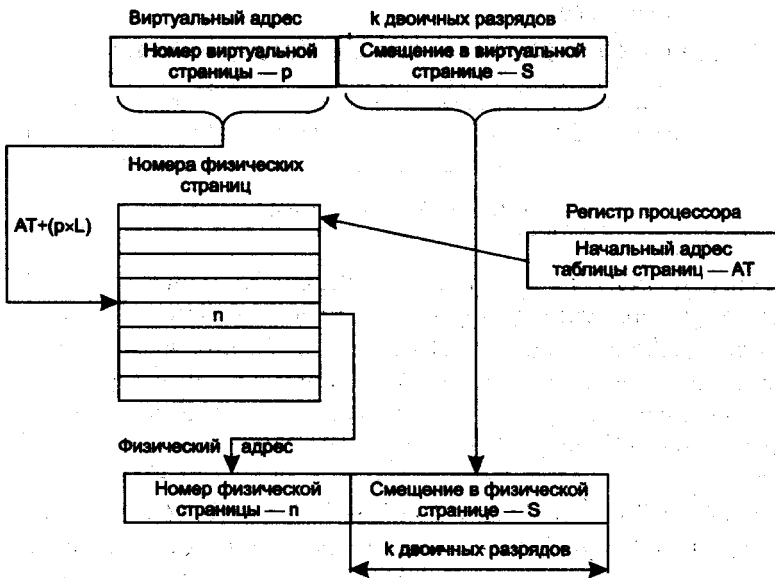 Виртуальный адрес
k двоичных разрядов
Номер виртуальной
страницы — p
Смещение в виртуальной
странице — S
Номера физических
страниц
AT+(p×L)
Регистр процессора
Начальный адрес
таблицы страниц — AT
n
Физический адрес
Номер физической
страницы — n
Смещение в физической
странице — S
k двоичных разрядов